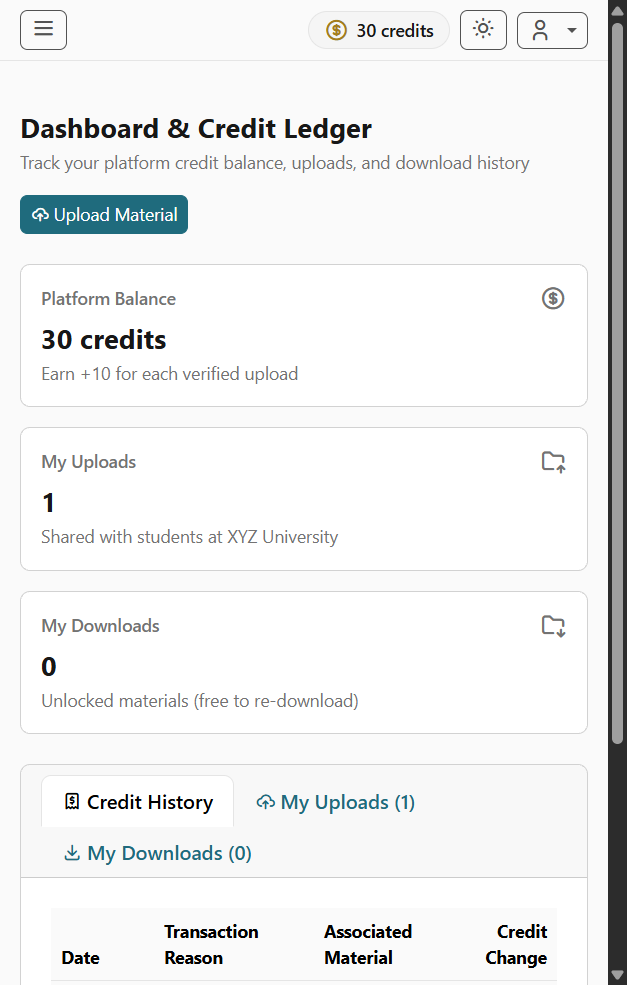 30 credits
Dashboard & Credit Ledger
Track your platform credit balance, uploads, and download history
Upload Material
Platform Balance
30 credits
Earn +10 for each verified upload
My Uploads
1
Shared with students at XYZ University
My Downloads
0
Unlocked materials (free to re-download)
Credit History
My Uploads (1)
My Downloads (0)
Date
Transaction Reason
Associated Material
Credit Change